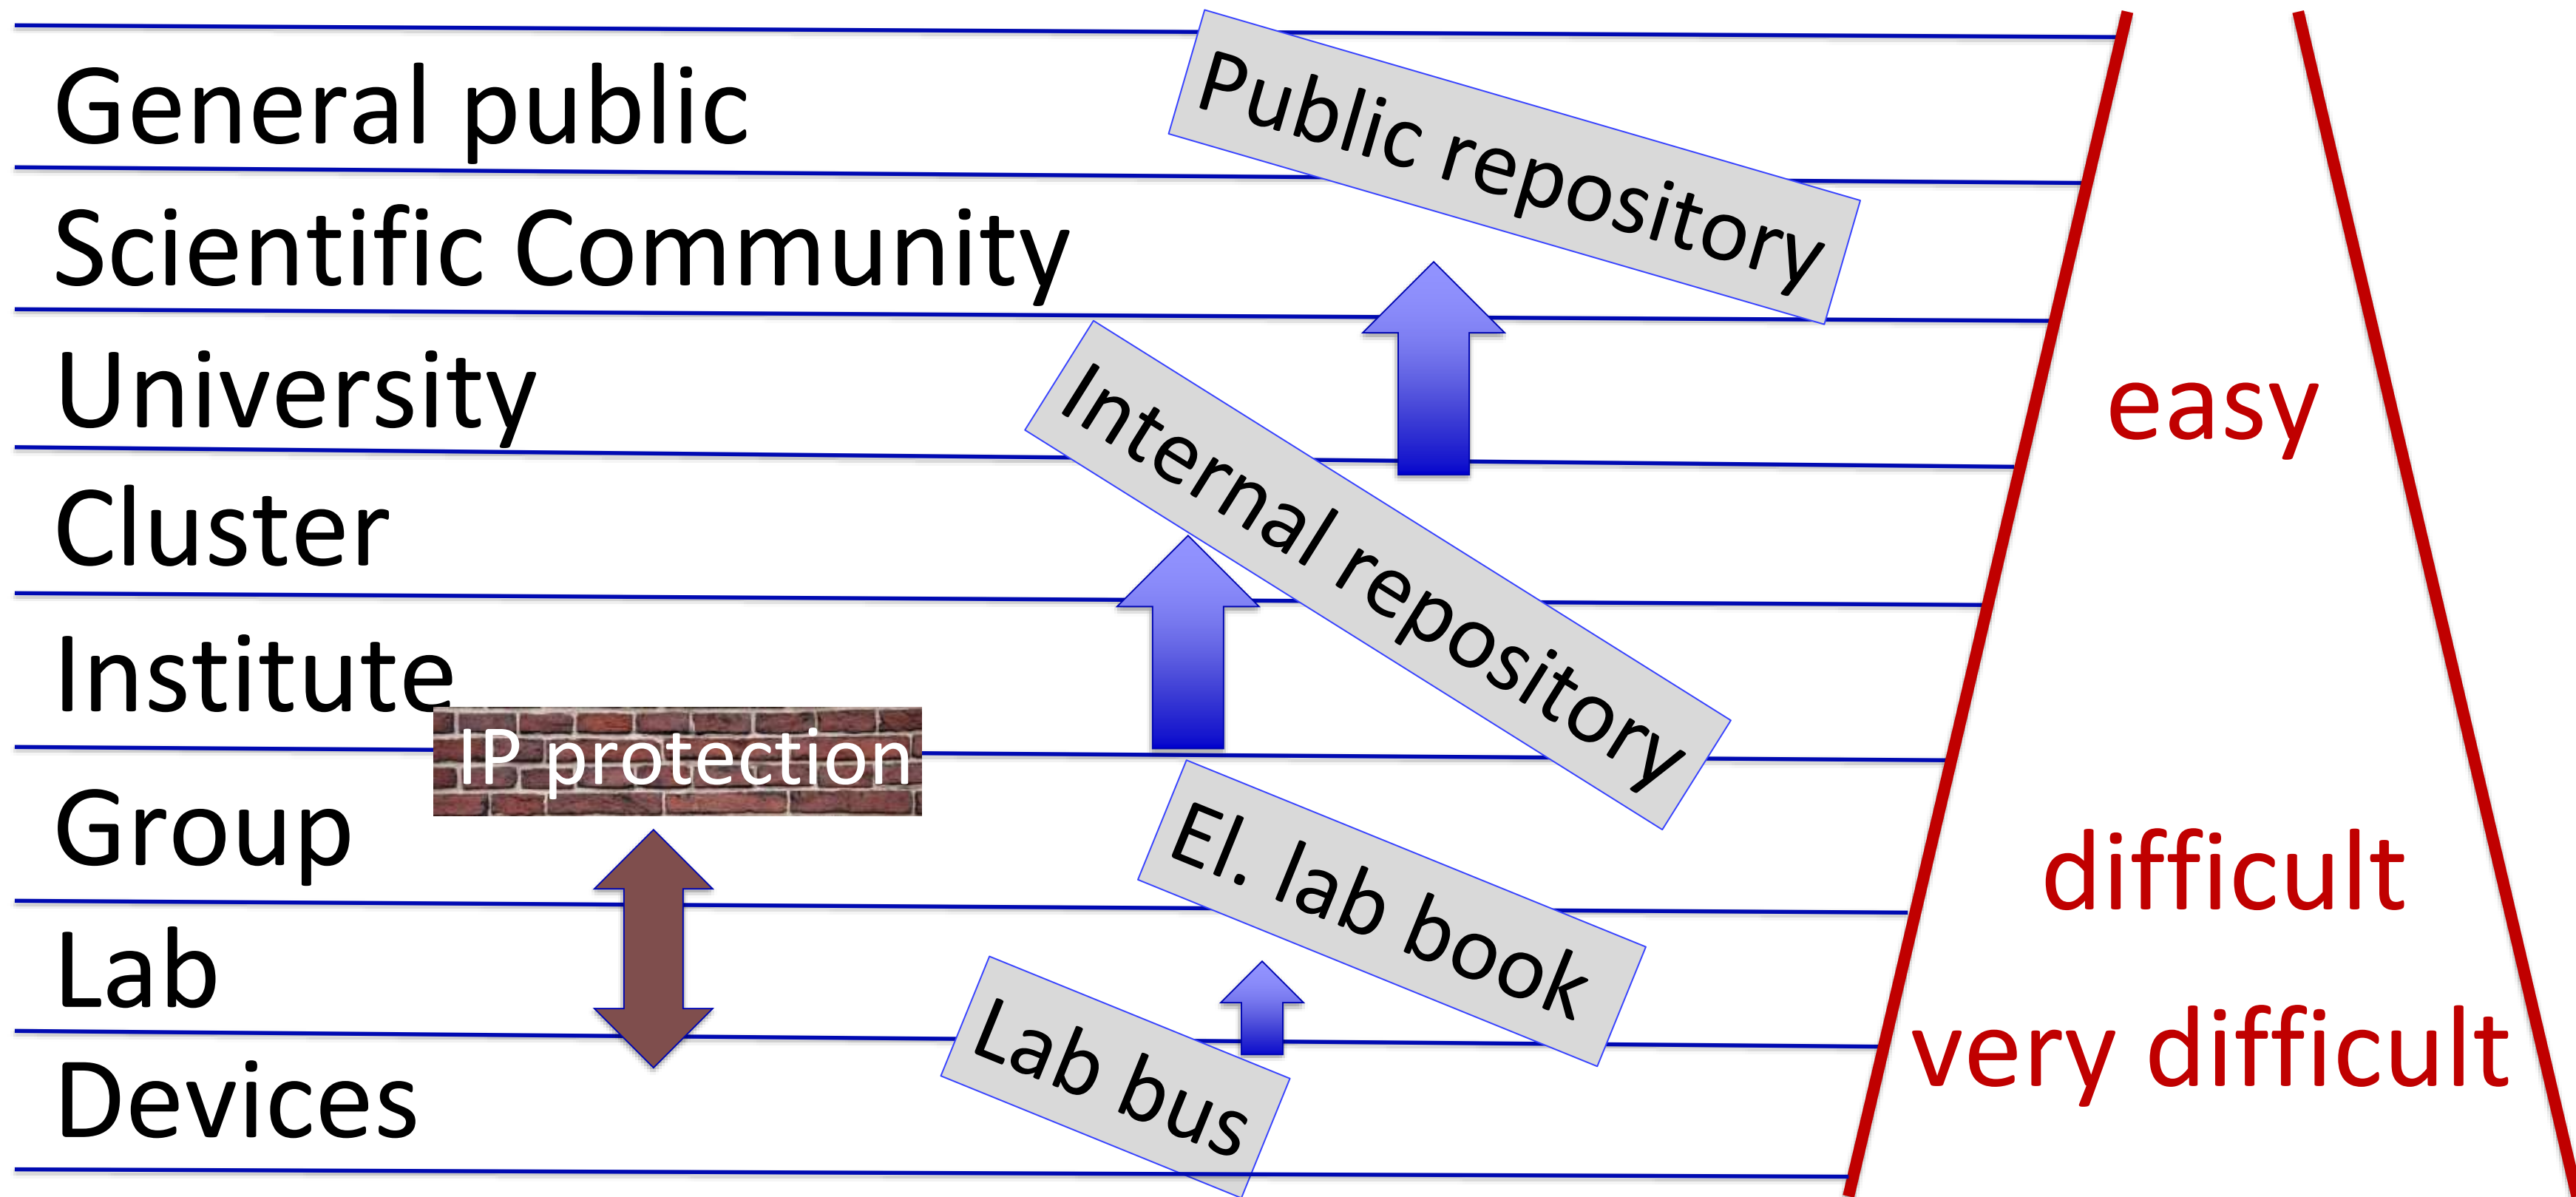 General public
Public repository
Scientific Community
University
easy
Internal repository
Cluster
Institute
IP protection
Group
El. lab book
difficult
Lab
Lab bus
very difficult
Devices